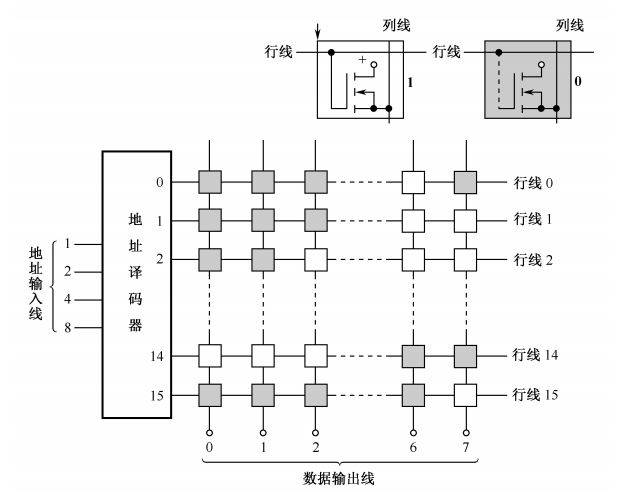 列线 列线
行线 行线
+
1 0
0 行线 0
地 1 行线 1
址 2 行线 2
译
码
器
地址输入线
1
2
4
8
14 行线 14
15 行线 15
0 1 2 6 7
数据输出线